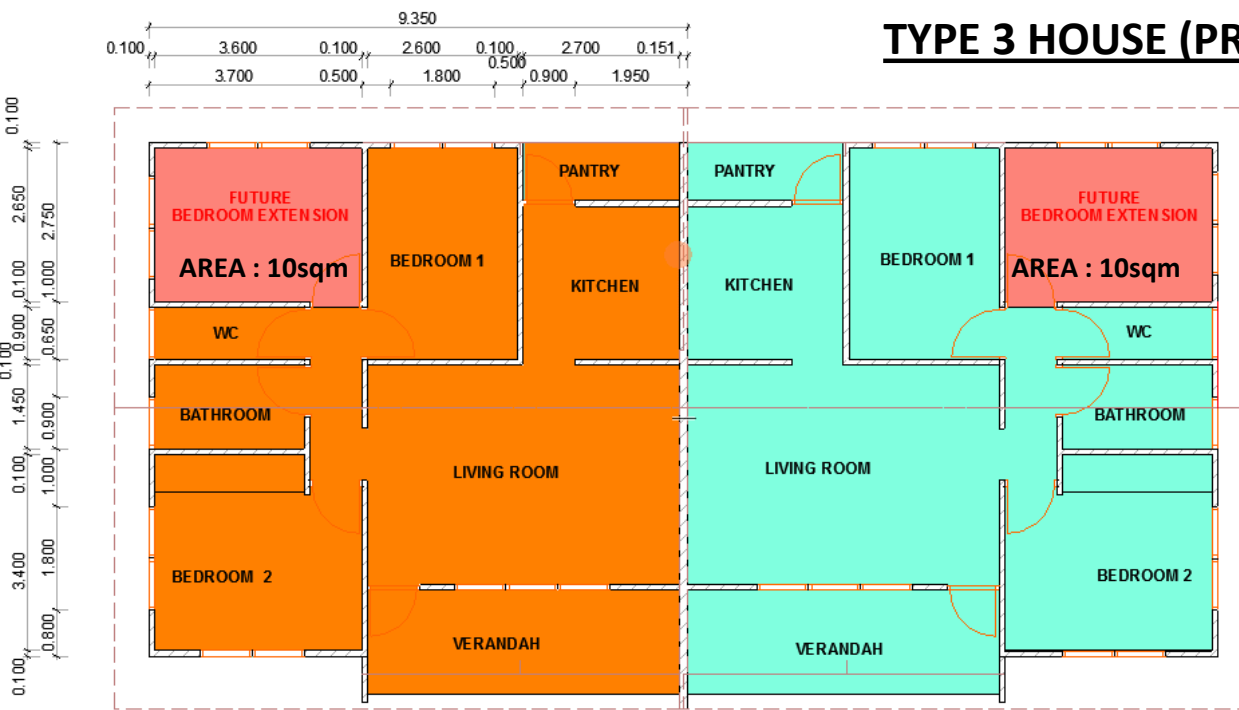 9.350
TYPE 3 HOUSE (PR
0.100 3.600 0.100 2.600 0.100 2.700 0.151
0.500
3.700 0.500 1.800 0.900 1.950
0.100
2.650
0.100
0.900
0.100
1.450
0.100
3.400
0.100
2.750
1.000
0.650
0.900
1.000
1.800
0.800
PANTRY PANTRY
FUTURE
BEDROOM EXTENSION
FUTURE
BEDROOM EXTENSION
AREA : 10sqm
BEDROOM 1
BEDROOM 1
AREA : 10sqm
KITCHEN
KITCHEN
WC
WC
BATHROOM
BATHROOM
LIVING ROOM
LIVING ROOM
BEDROOM 2
BEDROOM 2
VERANDAH
VERANDAH